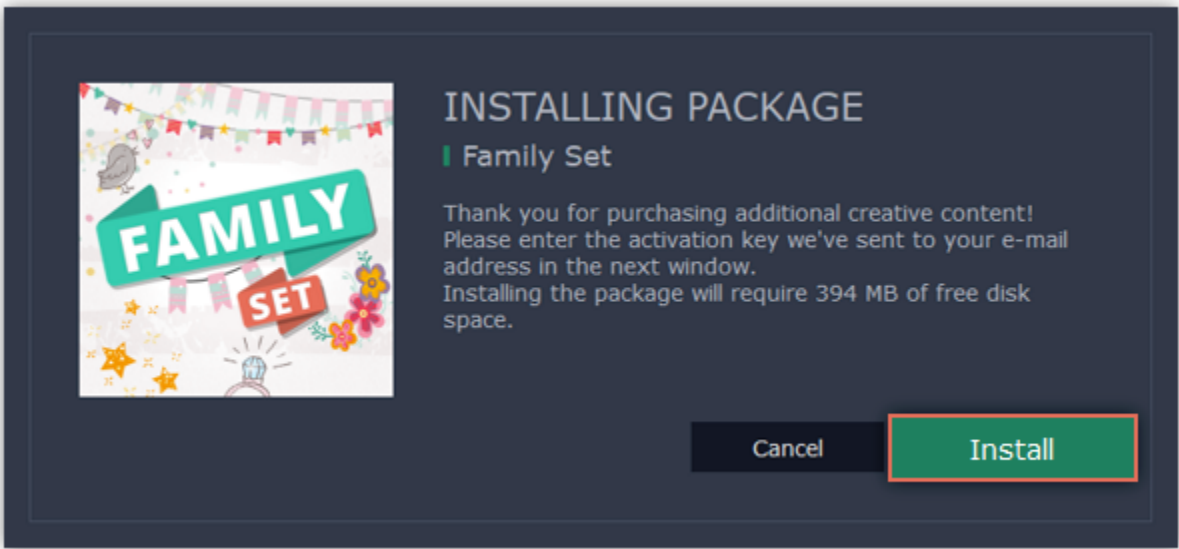 INSTALLING PACKAGE
Family Set
FAMILY
SET
Thank you for purchasing additional creative content!
Please enter the activation key we've sent to your e-mail
address in the next window.
Installing the package will require 394 MB of free disk
space.
Cancel
Install